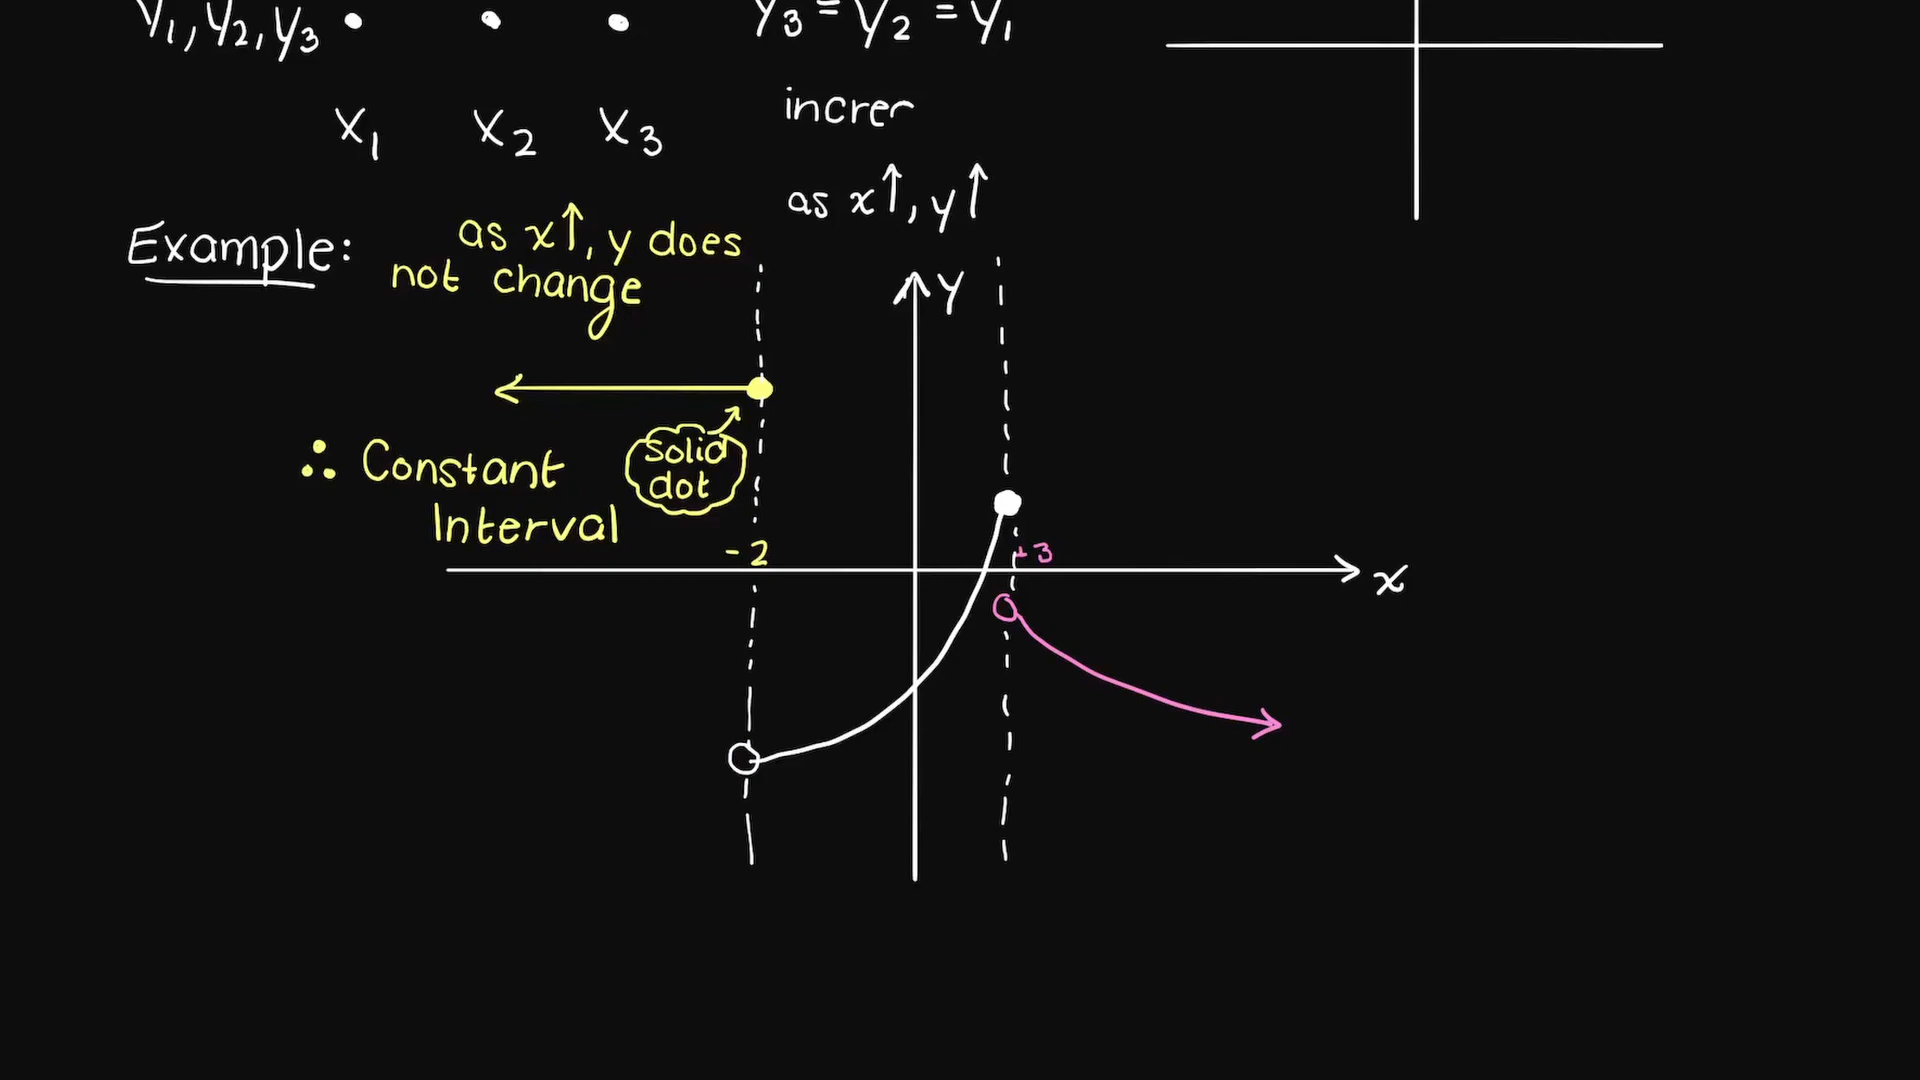 y₁, y₂, y₃
y₃ = y₂ = y₁
x₁ x₂ x₃
increr
as x↑, y↑
Example:
as x↑, y does
not change
y
solid
dot
∴ Constant
Interval
-2
+3
x